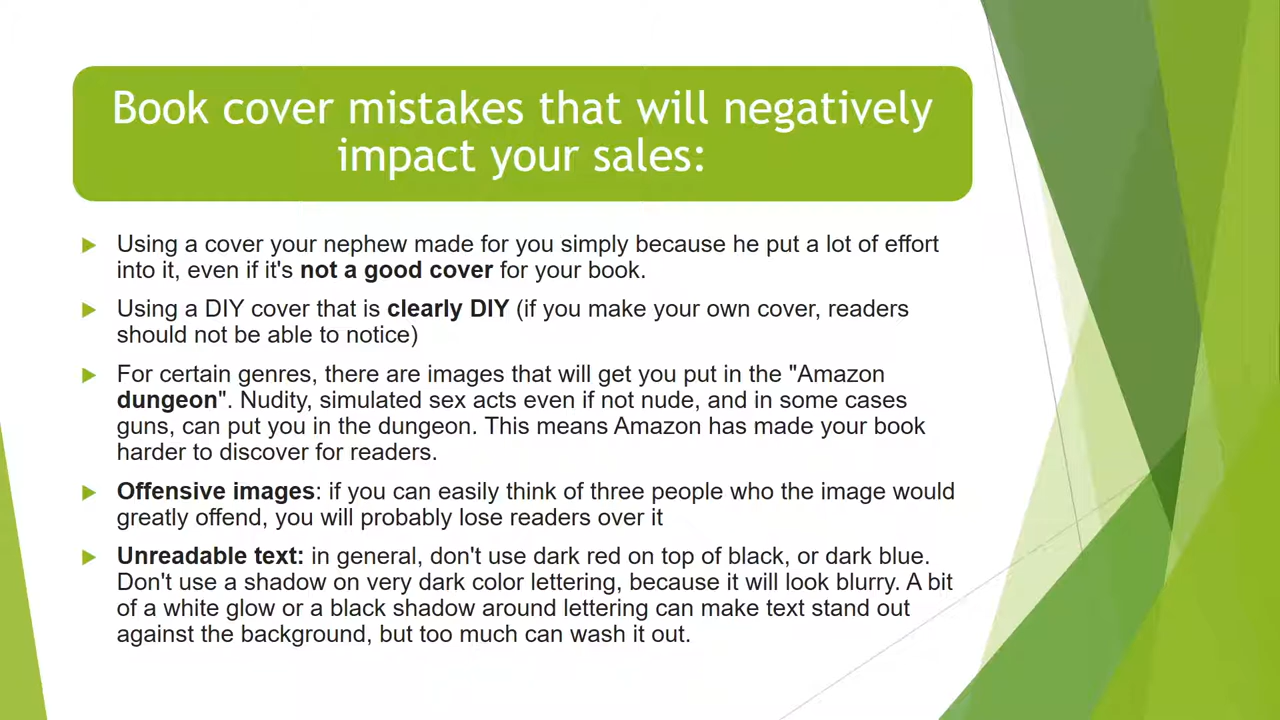 Book cover mistakes that will negatively
impact your sales:
Using a cover your nephew made for you simply because he put a lot of effort
into it, even if it's not a good cover for your book.
Using a DIY cover that is clearly DIY (if you make your own cover, readers
should not be able to notice)
For certain genres, there are images that will get you put in the "Amazon
dungeon". Nudity, simulated sex acts even if not nude, and in some cases
guns, can put you in the dungeon. This means Amazon has made your book
harder to discover for readers.
Offensive images: if you can easily think of three people who the image would
greatly offend, you will probably lose readers over it
Unreadable text: in general, don't use dark red on top of black, or dark blue.
Don't use a shadow on very dark color lettering, because it will look blurry. A bit
of a white glow or a black shadow around lettering can make text stand out
against the background, but too much can wash it out.